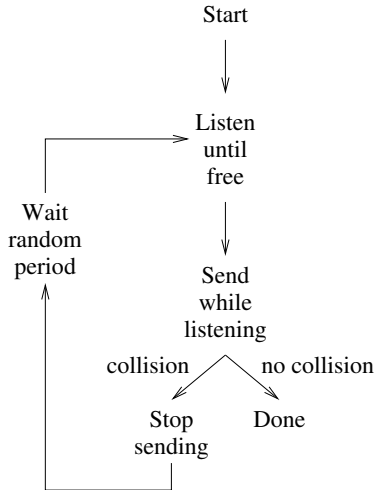 Start
Listen
until
free
Wait
random
period
Send
while
listening
collision
no collision
Stop
sending
Done